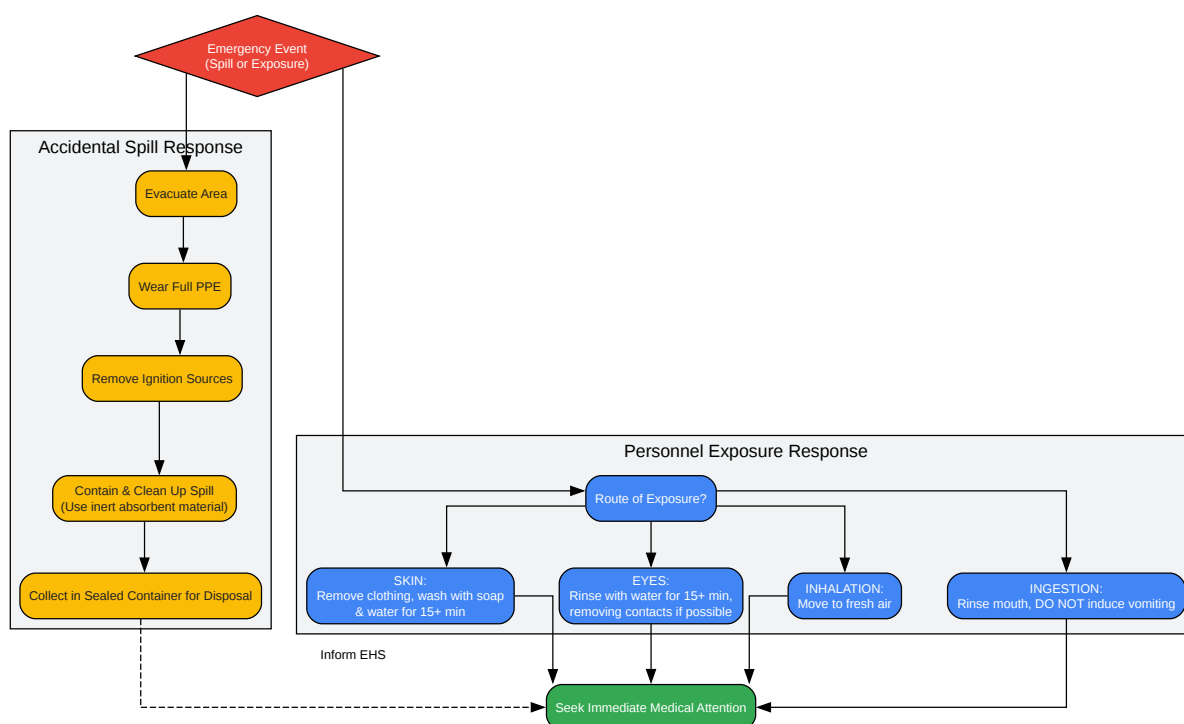 Emergency Event
(Spill or Exposure)
Accidental Spill Response
Evacuate Area
Wear Full PPE
Remove Ignition Sources
Contain & Clean Up Spill
(Use inert absorbent material)
Collect in Sealed Container for Disposal
Personnel Exposure Response
Route of Exposure?
SKIN:
Remove clothing, wash with soap
& water for 15+ min
EYES:
Rinse with water for 15+ min,
removing contacts if possible
INHALATION:
Move to fresh air
INGESTION:
Rinse mouth, DO NOT induce vomiting
Inform EHS
Seek Immediate Medical Attention